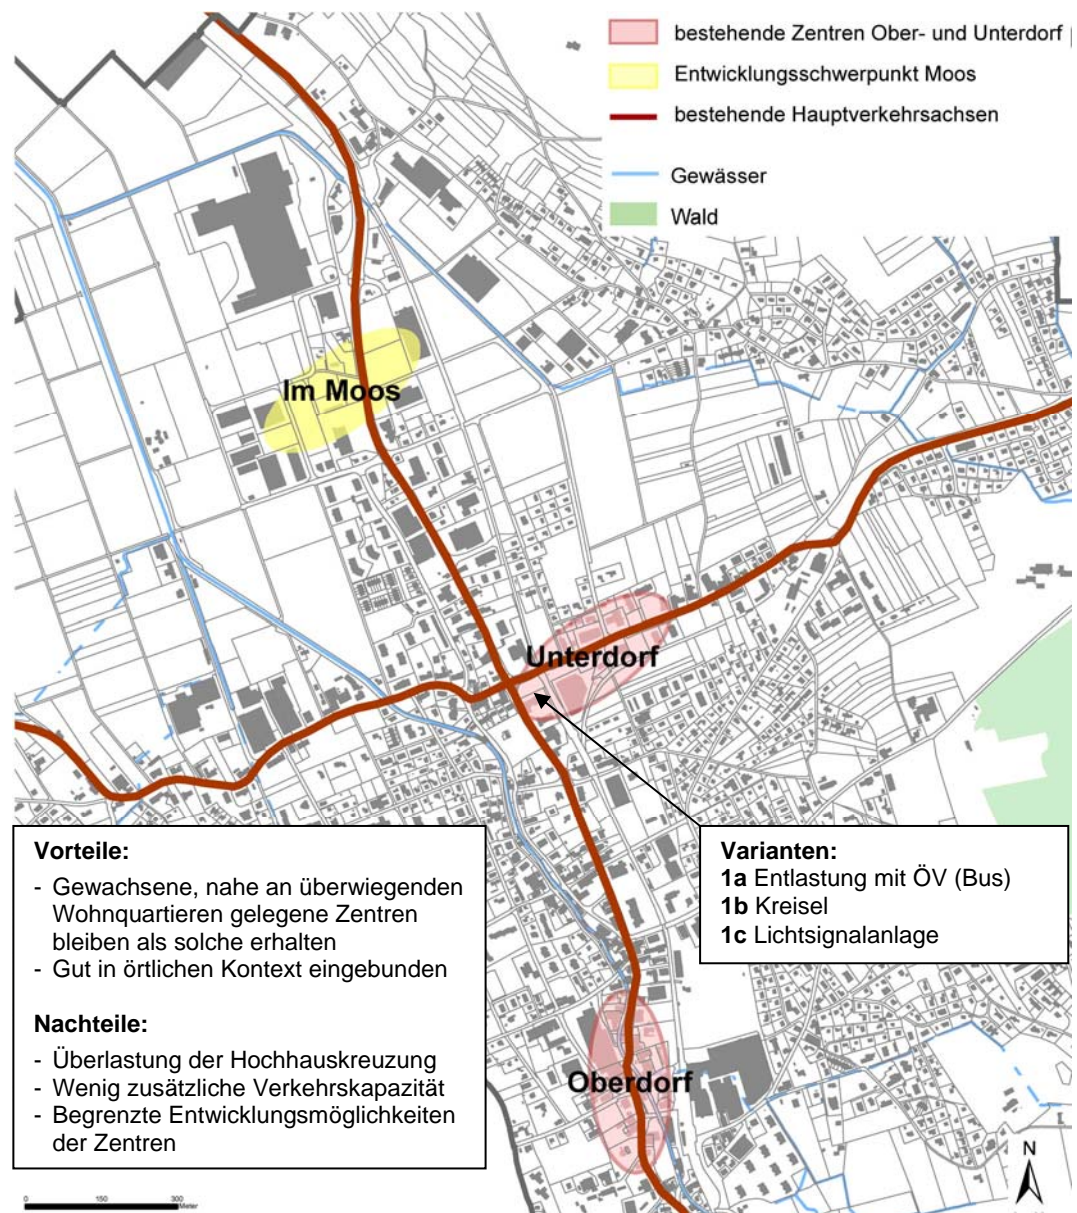 bestehende Zentren Ober- und Unterdorf
Entwicklungsschwerpunkt Moos
bestehende Hauptverkehrsachsen
Gewässer
Wald
Im Moos
Unterdorf
Vorteile:
- Gewachsene, nahe an überwiegenden
Wohnquartieren gelegene Zentren
bleiben als solche erhalten
- Gut in örtlichen Kontext eingebunden
Nachteile:
- Überlastung der Hochhauskreuzung
- Wenig zusätzliche Verkehrskapazität
- Begrenzte Entwicklungsmöglichkeiten
der Zentren
Varianten:
1a Entlastung mit ÖV (Bus)
1b Kreisel
1c Lichtsignalanlage
Oberdorf
N
0 150 300
Meter